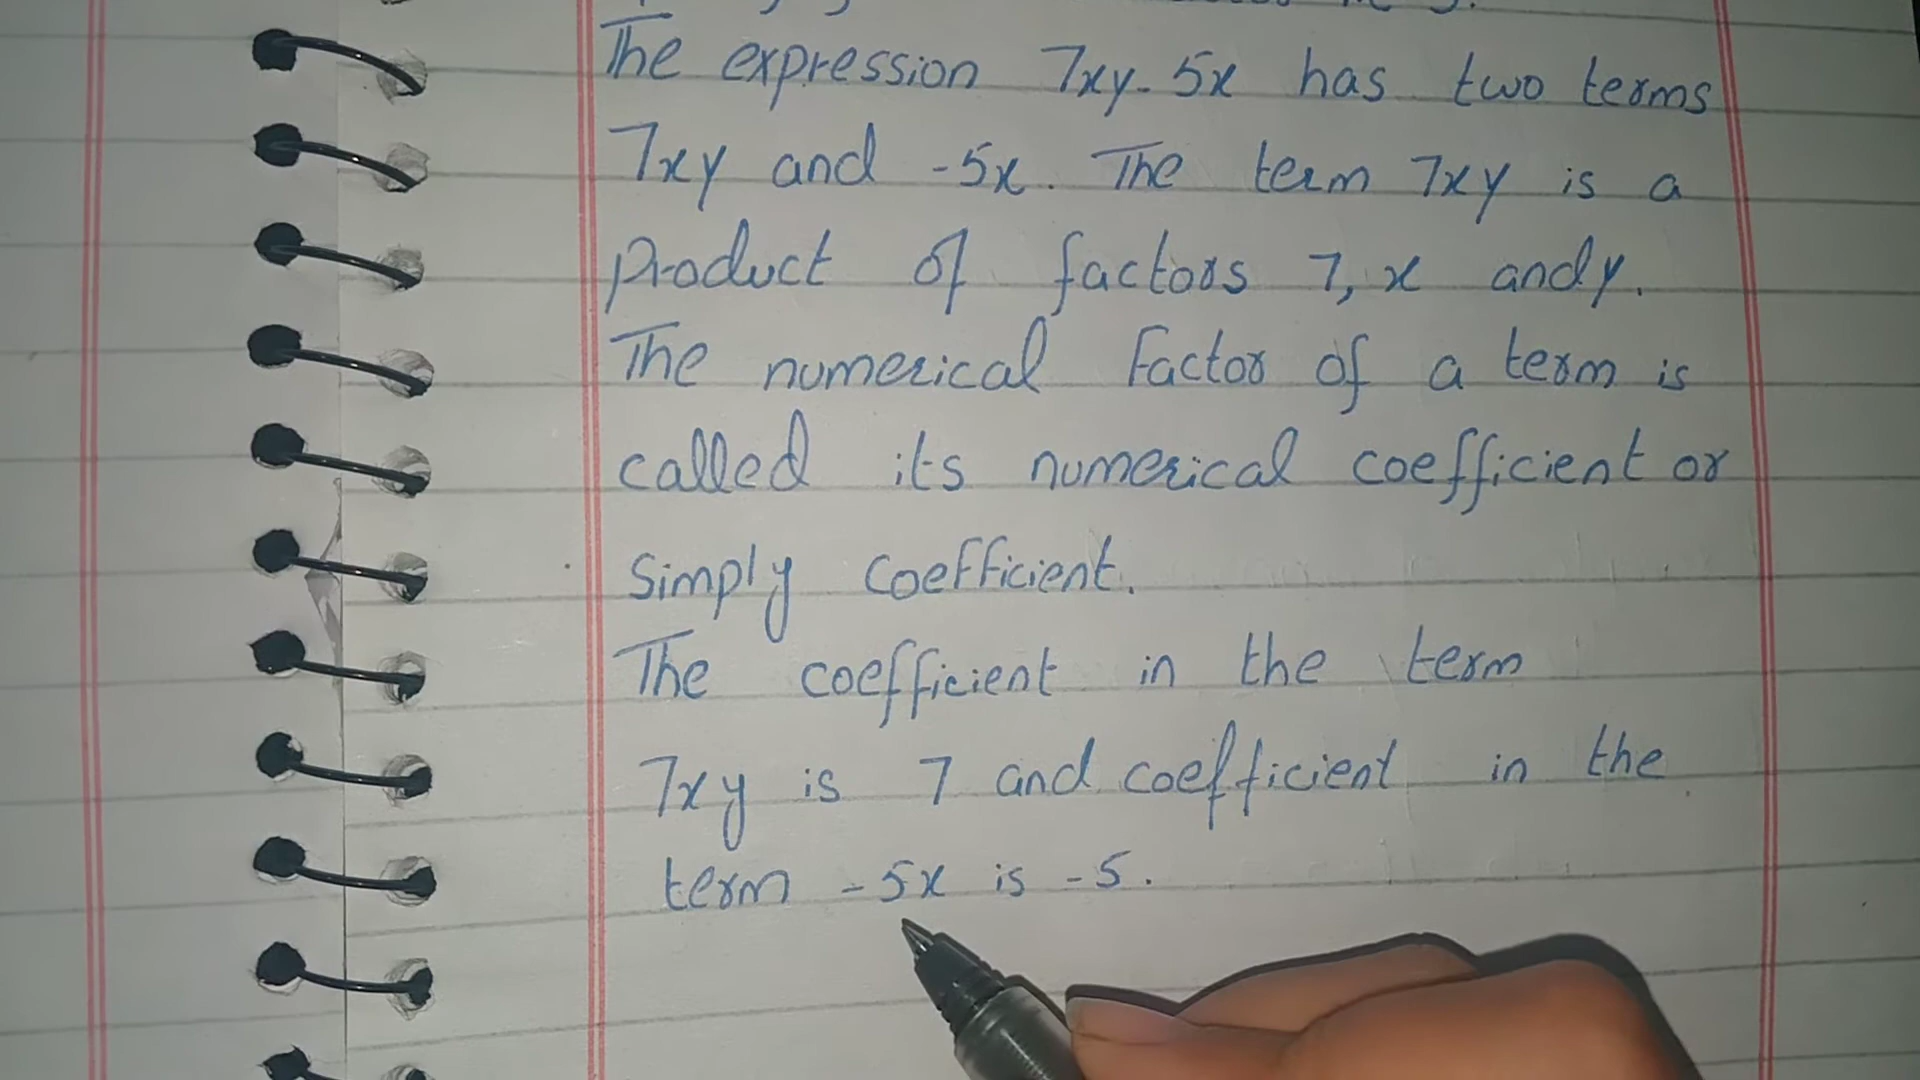 The expression 7xy - 5x has two terms
7xy and -5x. The term 7xy is a
product of factors 7, x and y.
The numerical Factor of a term is
called its numerical coefficient or
Simply Coefficient.
The coefficient in the term
7xy is 7 and coefficient in the
term -5x is -5.